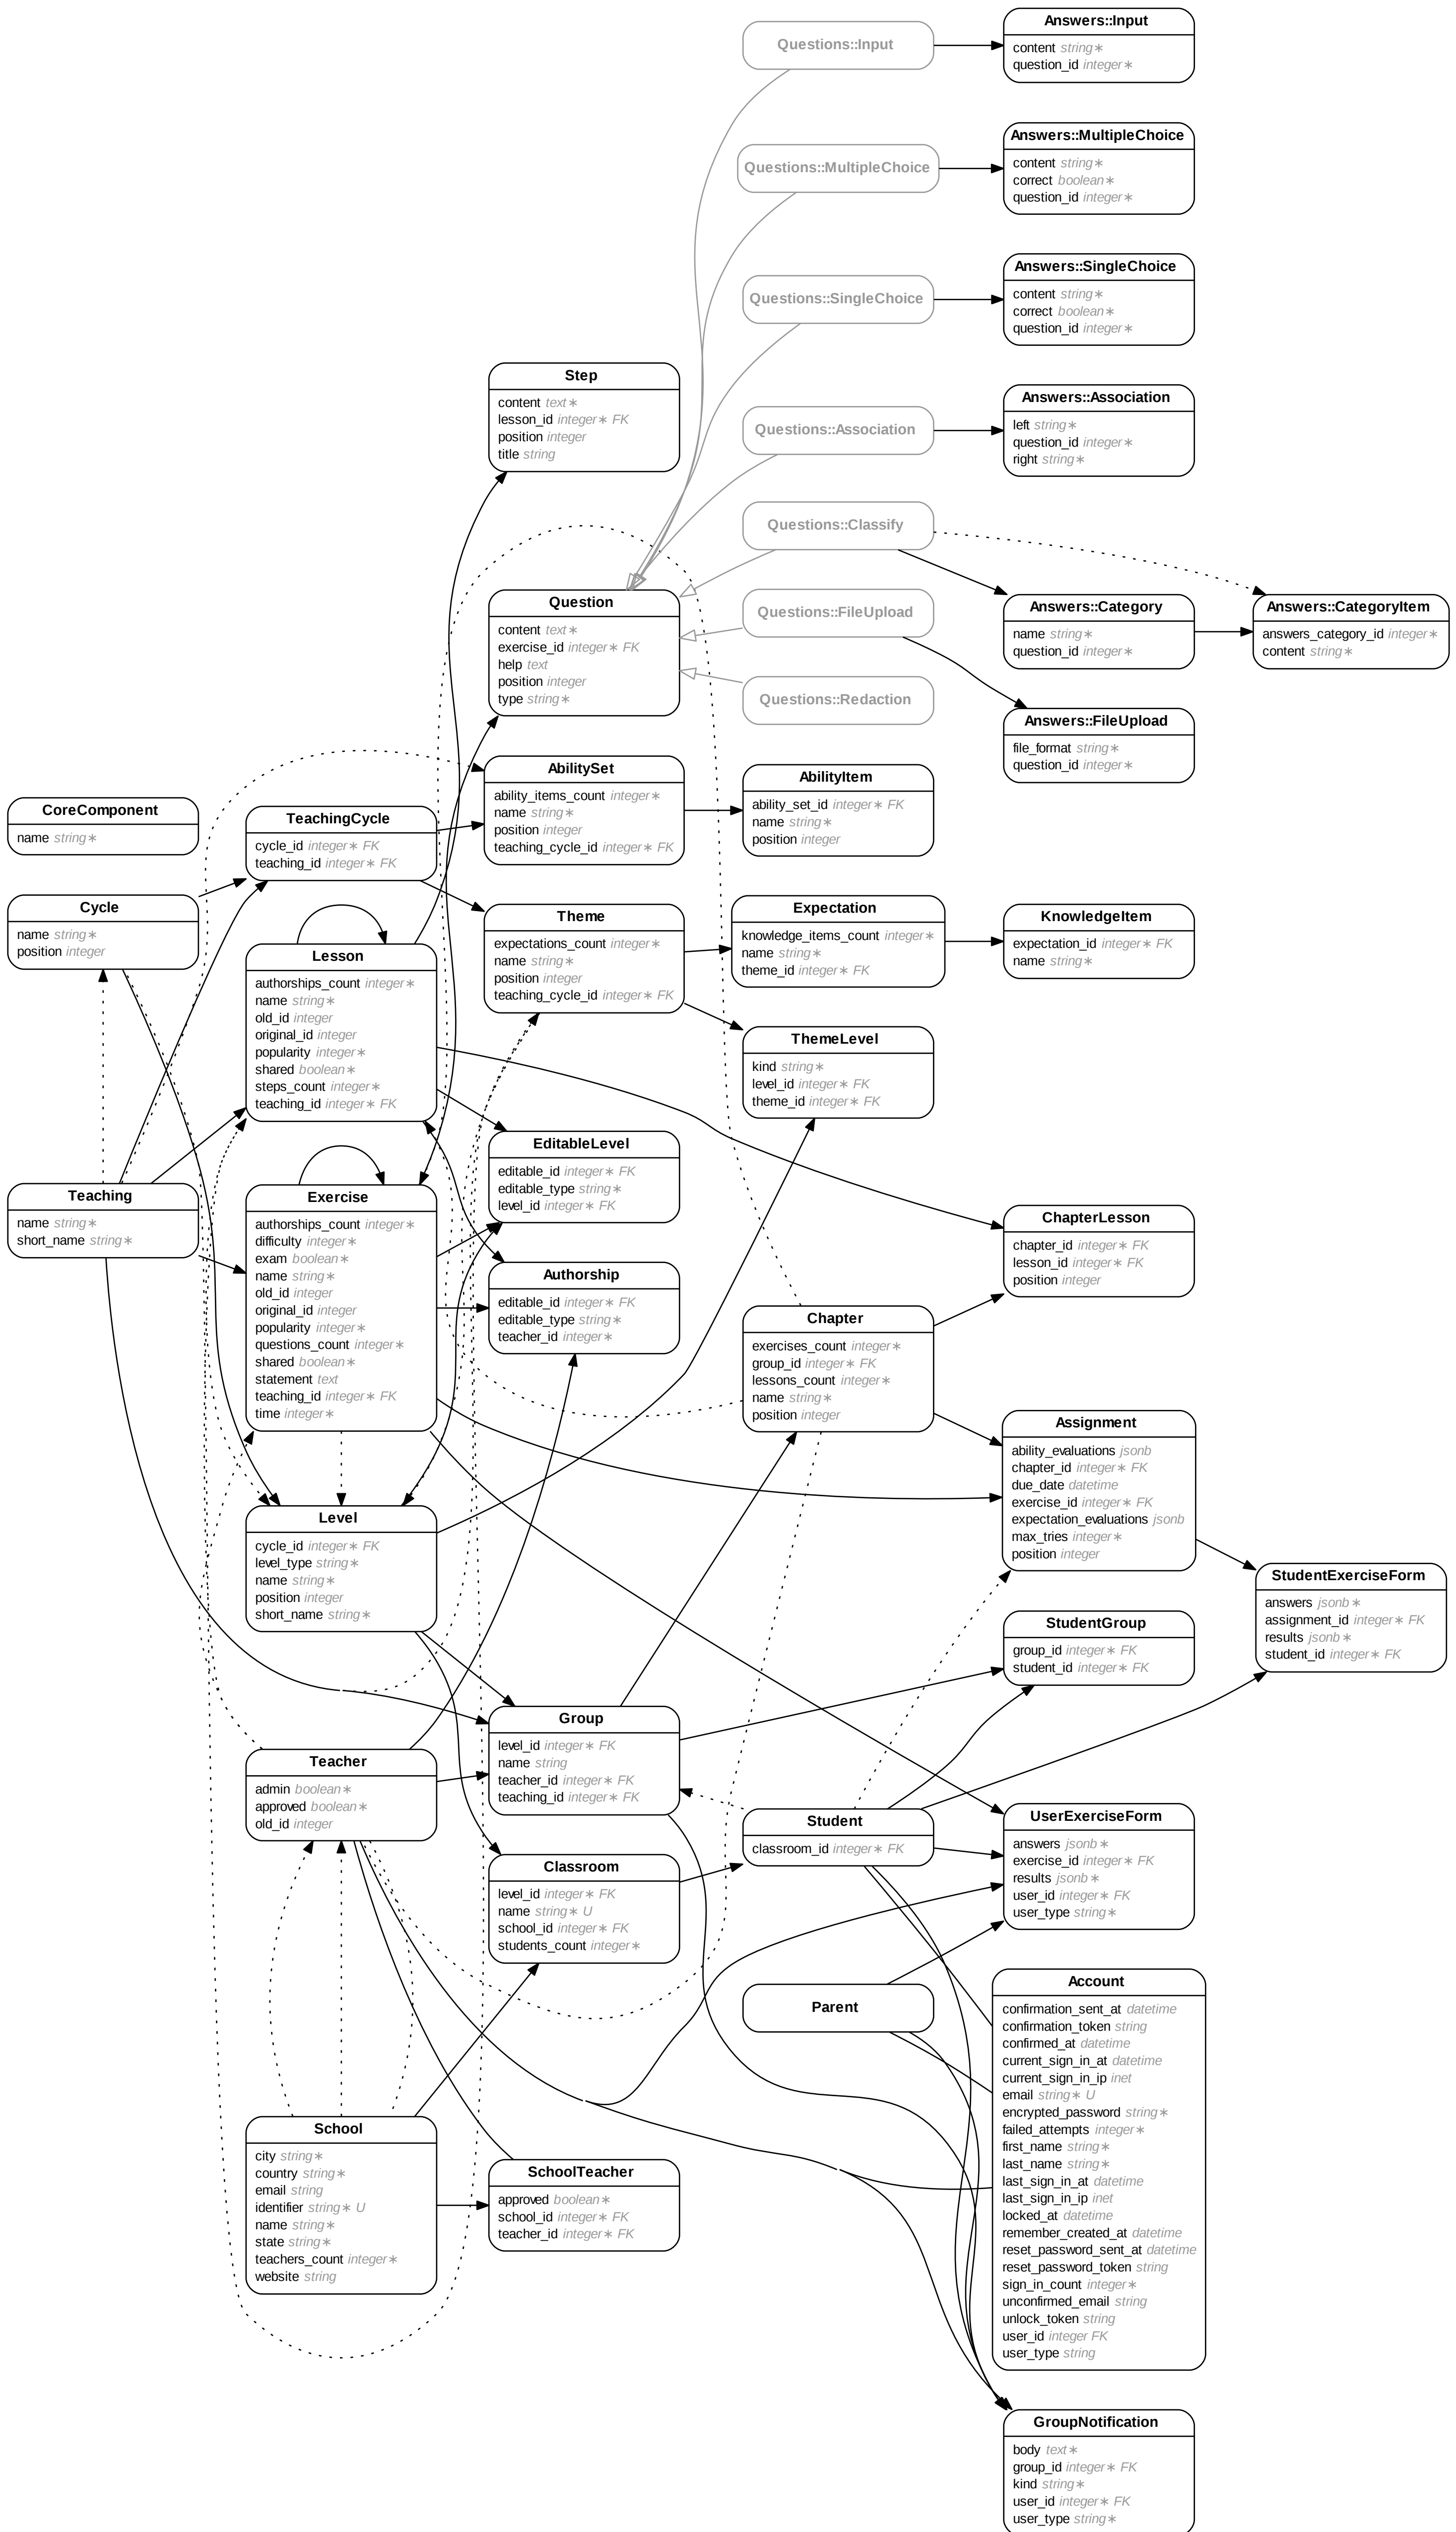 Questions::Input
Answers::Input
content string∗
question_id integer∗
Questions::MultipleChoice
Answers::MultipleChoice
content string∗
correct boolean∗
question_id integer∗
Questions::SingleChoice
Answers::SingleChoice
content string∗
correct boolean∗
question_id integer∗
Step
content text∗
lesson_id integer∗ FK
position integer
title string
Questions::Association
Answers::Association
left string∗
question_id integer∗
right string∗
Questions::Classify
Question
content text∗
exercise_id integer∗ FK
help text
position integer
type string∗
Questions::FileUpload
Questions::Redaction
Answers::Category
name string∗
question_id integer∗
Answers::CategoryItem
answers_category_id integer∗
content string∗
Answers::FileUpload
file_format string∗
question_id integer∗
CoreComponent
name string∗
TeachingCycle
cycle_id integer∗ FK
teaching_id integer∗ FK
AbilitySet
ability_items_count integer∗
name string∗
position integer
teaching_cycle_id integer∗ FK
AbilityItem
ability_set_id integer∗ FK
name string∗
position integer
Cycle
name string∗
position integer
Lesson
authorships_count integer∗
name string∗
old_id integer
original_id integer
popularity integer∗
shared boolean∗
steps_count integer∗
teaching_id integer∗ FK
Theme
expectations_count integer∗
name string∗
position integer
teaching_cycle_id integer∗ FK
Expectation
knowledge_items_count integer∗
name string∗
theme_id integer∗ FK
KnowledgeItem
expectation_id integer∗ FK
name string∗
ThemeLevel
kind string∗
level_id integer∗ FK
theme_id integer∗ FK
Teaching
name string∗
short_name string∗
Exercise
authorships_count integer∗
difficulty integer∗
exam boolean∗
name string∗
old_id integer
original_id integer
popularity integer∗
questions_count integer∗
shared boolean∗
statement text
teaching_id integer∗ FK
time integer∗
EditableLevel
editable_id integer∗ FK
editable_type string∗
level_id integer∗ FK
Authorship
editable_id integer∗ FK
editable_type string∗
teacher_id integer∗
ChapterLesson
chapter_id integer∗ FK
lesson_id integer∗ FK
position integer
Chapter
exercises_count integer∗
group_id integer∗ FK
lessons_count integer∗
name string∗
position integer
Assignment
ability_evaluations jsonb
chapter_id integer∗ FK
due_date datetime
exercise_id integer∗ FK
expectation_evaluations jsonb
max_tries integer∗
position integer
Level
cycle_id integer∗ FK
level_type string∗
name string∗
position integer
short_name string∗
StudentExerciseForm
answers jsonb∗
assignment_id integer∗ FK
results jsonb∗
student_id integer∗ FK
StudentGroup
group_id integer∗ FK
student_id integer∗ FK
Group
level_id integer∗ FK
name string
teacher_id integer∗ FK
teaching_id integer∗ FK
Teacher
admin boolean∗
approved boolean∗
old_id integer
Student
classroom_id integer∗ FK
UserExerciseForm
answers jsonb∗
exercise_id integer∗ FK
results jsonb∗
user_id integer∗ FK
user_type string∗
Classroom
level_id integer∗ FK
name string∗ U
school_id integer∗ FK
students_count integer∗
Parent
Account
confirmation_sent_at datetime
confirmation_token string
confirmed_at datetime
current_sign_in_at datetime
current_sign_in_ip inet
email string∗ U
encrypted_password string∗
failed_attempts integer∗
first_name string∗
last_name string∗
last_sign_in_at datetime
last_sign_in_ip inet
locked_at datetime
remember_created_at datetime
reset_password_sent_at datetime
reset_password_token string
sign_in_count integer∗
unconfirmed_email string
unlock_token string
user_id integer FK
user_type string
School
city string∗
country string∗
email string
identifier string∗ U
name string∗
state string∗
teachers_count integer∗
website string
SchoolTeacher
approved boolean∗
school_id integer∗ FK
teacher_id integer∗ FK
GroupNotification
body text∗
group_id integer∗ FK
kind string∗
user_id integer∗ FK
user_type string∗